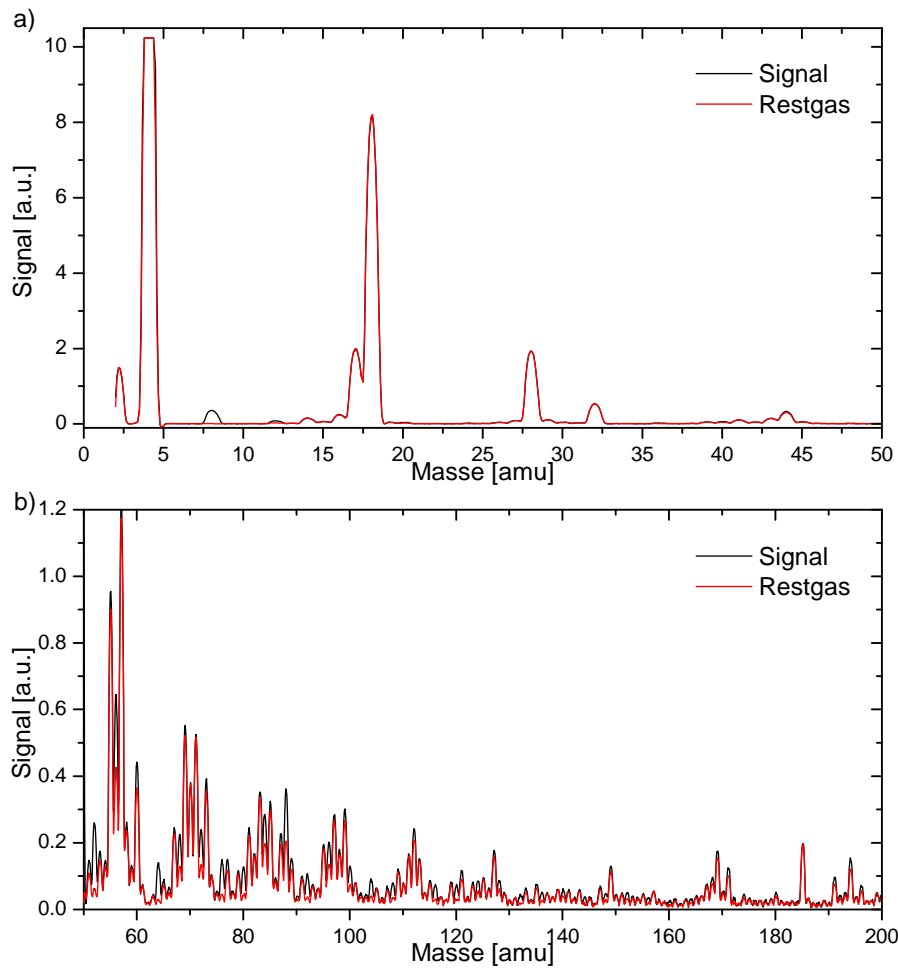 a)
10
8
6
4
2
0
Signal [a.u.]
Signal
Restgas
0 5 10 15 20 25 30 35 40 45 50
Masse [amu]
b)
1.2
1.0
0.8
0.6
0.4
0.2
0.0
Signal [a.u.]
Signal
Restgas
60 80 100 120 140 160 180 200
Masse [amu]